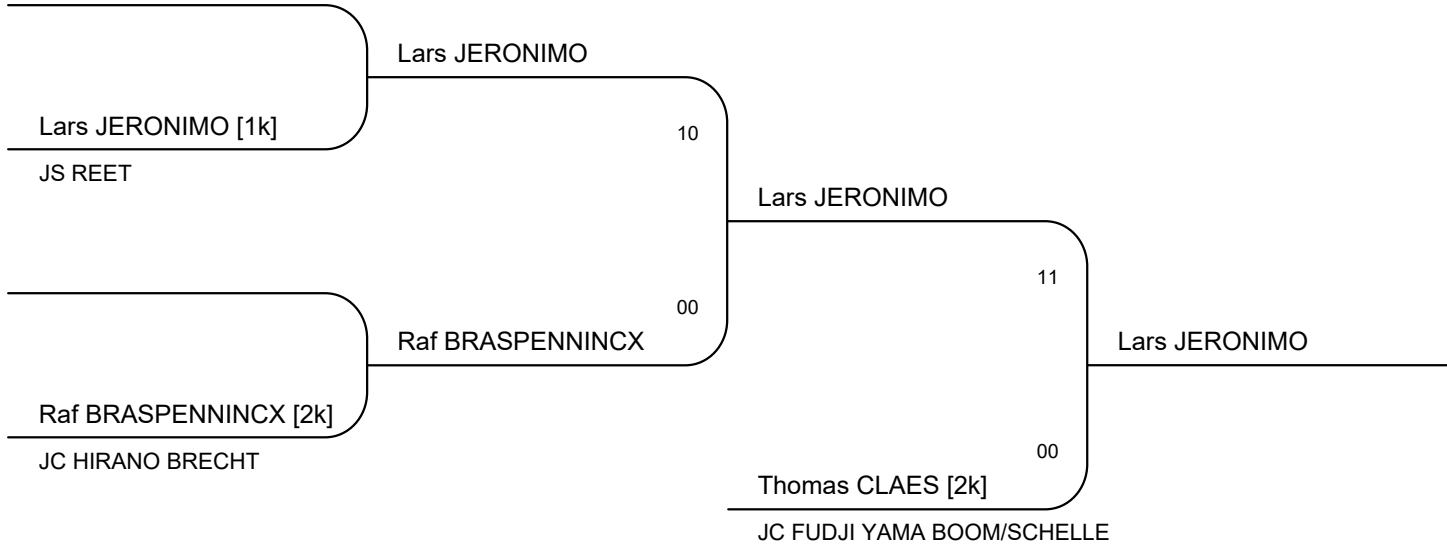 Lars JERONIMO
Lars JERONIMO [1k]
10
JS REET
Lars JERONIMO
11
00
Raf BRASPENNINCX
Lars JERONIMO
Raf BRASPENNINCX [2k]
00
JC HIRANO BRECHT
Thomas CLAES [2k]
JC FUDJI YAMA BOOM/SCHELLE